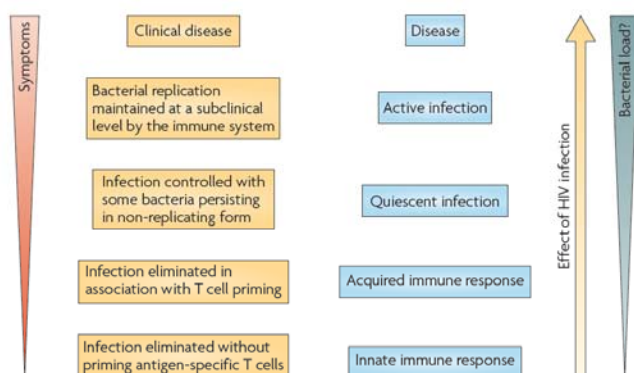 Symptoms
Clinical disease
Disease
Bacterial replication
maintained at a subclinical
level by the immune system
Active infection
Infection controlled with
some bacteria persisting
in non-replicating form
Quiescent infection
Infection eliminated in
association with T cell priming
Acquired immune response
Infection eliminated without
priming antigen-specific T cells
Innate immune response
Effect of HIV infection
Bacterial load?